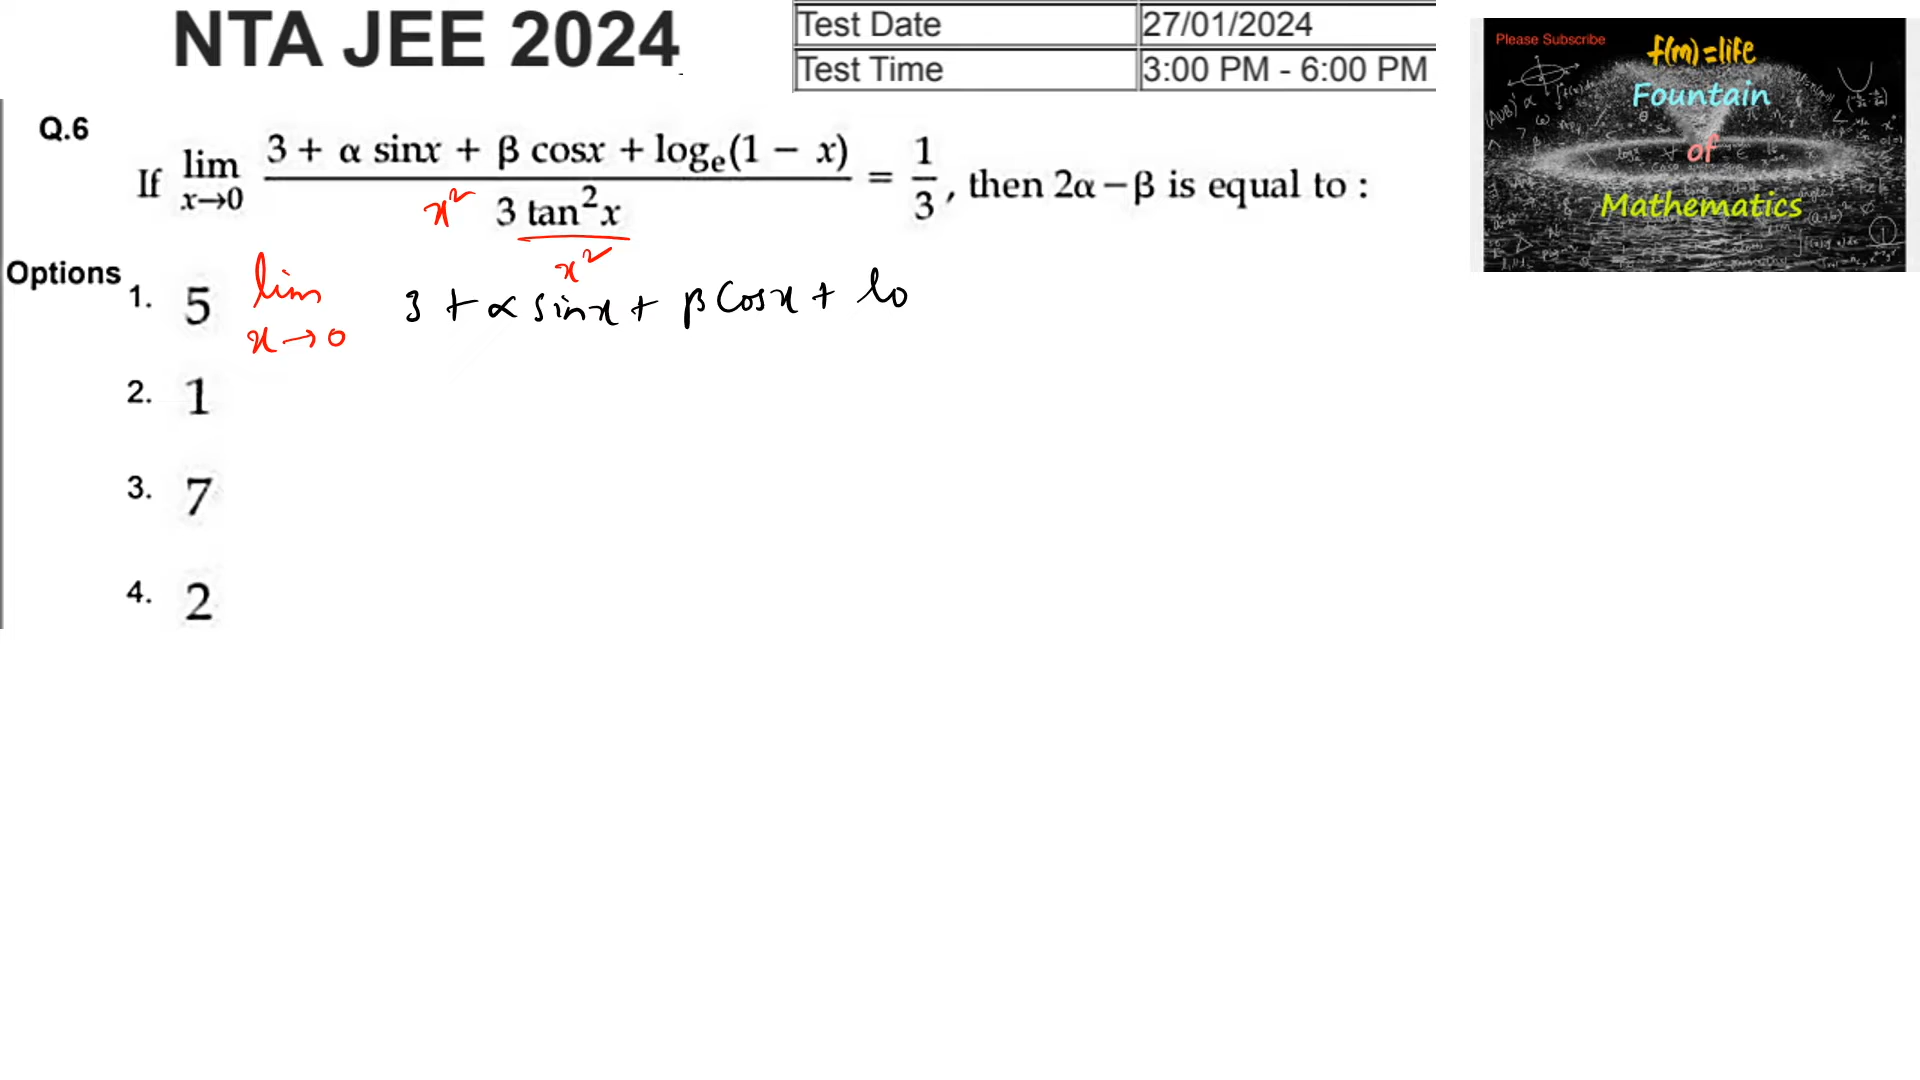 NTA JEE 2024
Test Date 27/01/2024
Test Time 3:00 PM - 6:00 PM
Please Subscribe
f(m)=life
Fountain
of
Mathematics
Q.6
If lim x→0 (3 + α sinx + β cosx + logₑ(1 − x)) / (3 tan²x) = 1/3, then 2α − β is equal to :
x²
x²
Options
1. 5
lim x→0 3 + α sinx + β Cosx + lo
2. 1
3. 7
4. 2